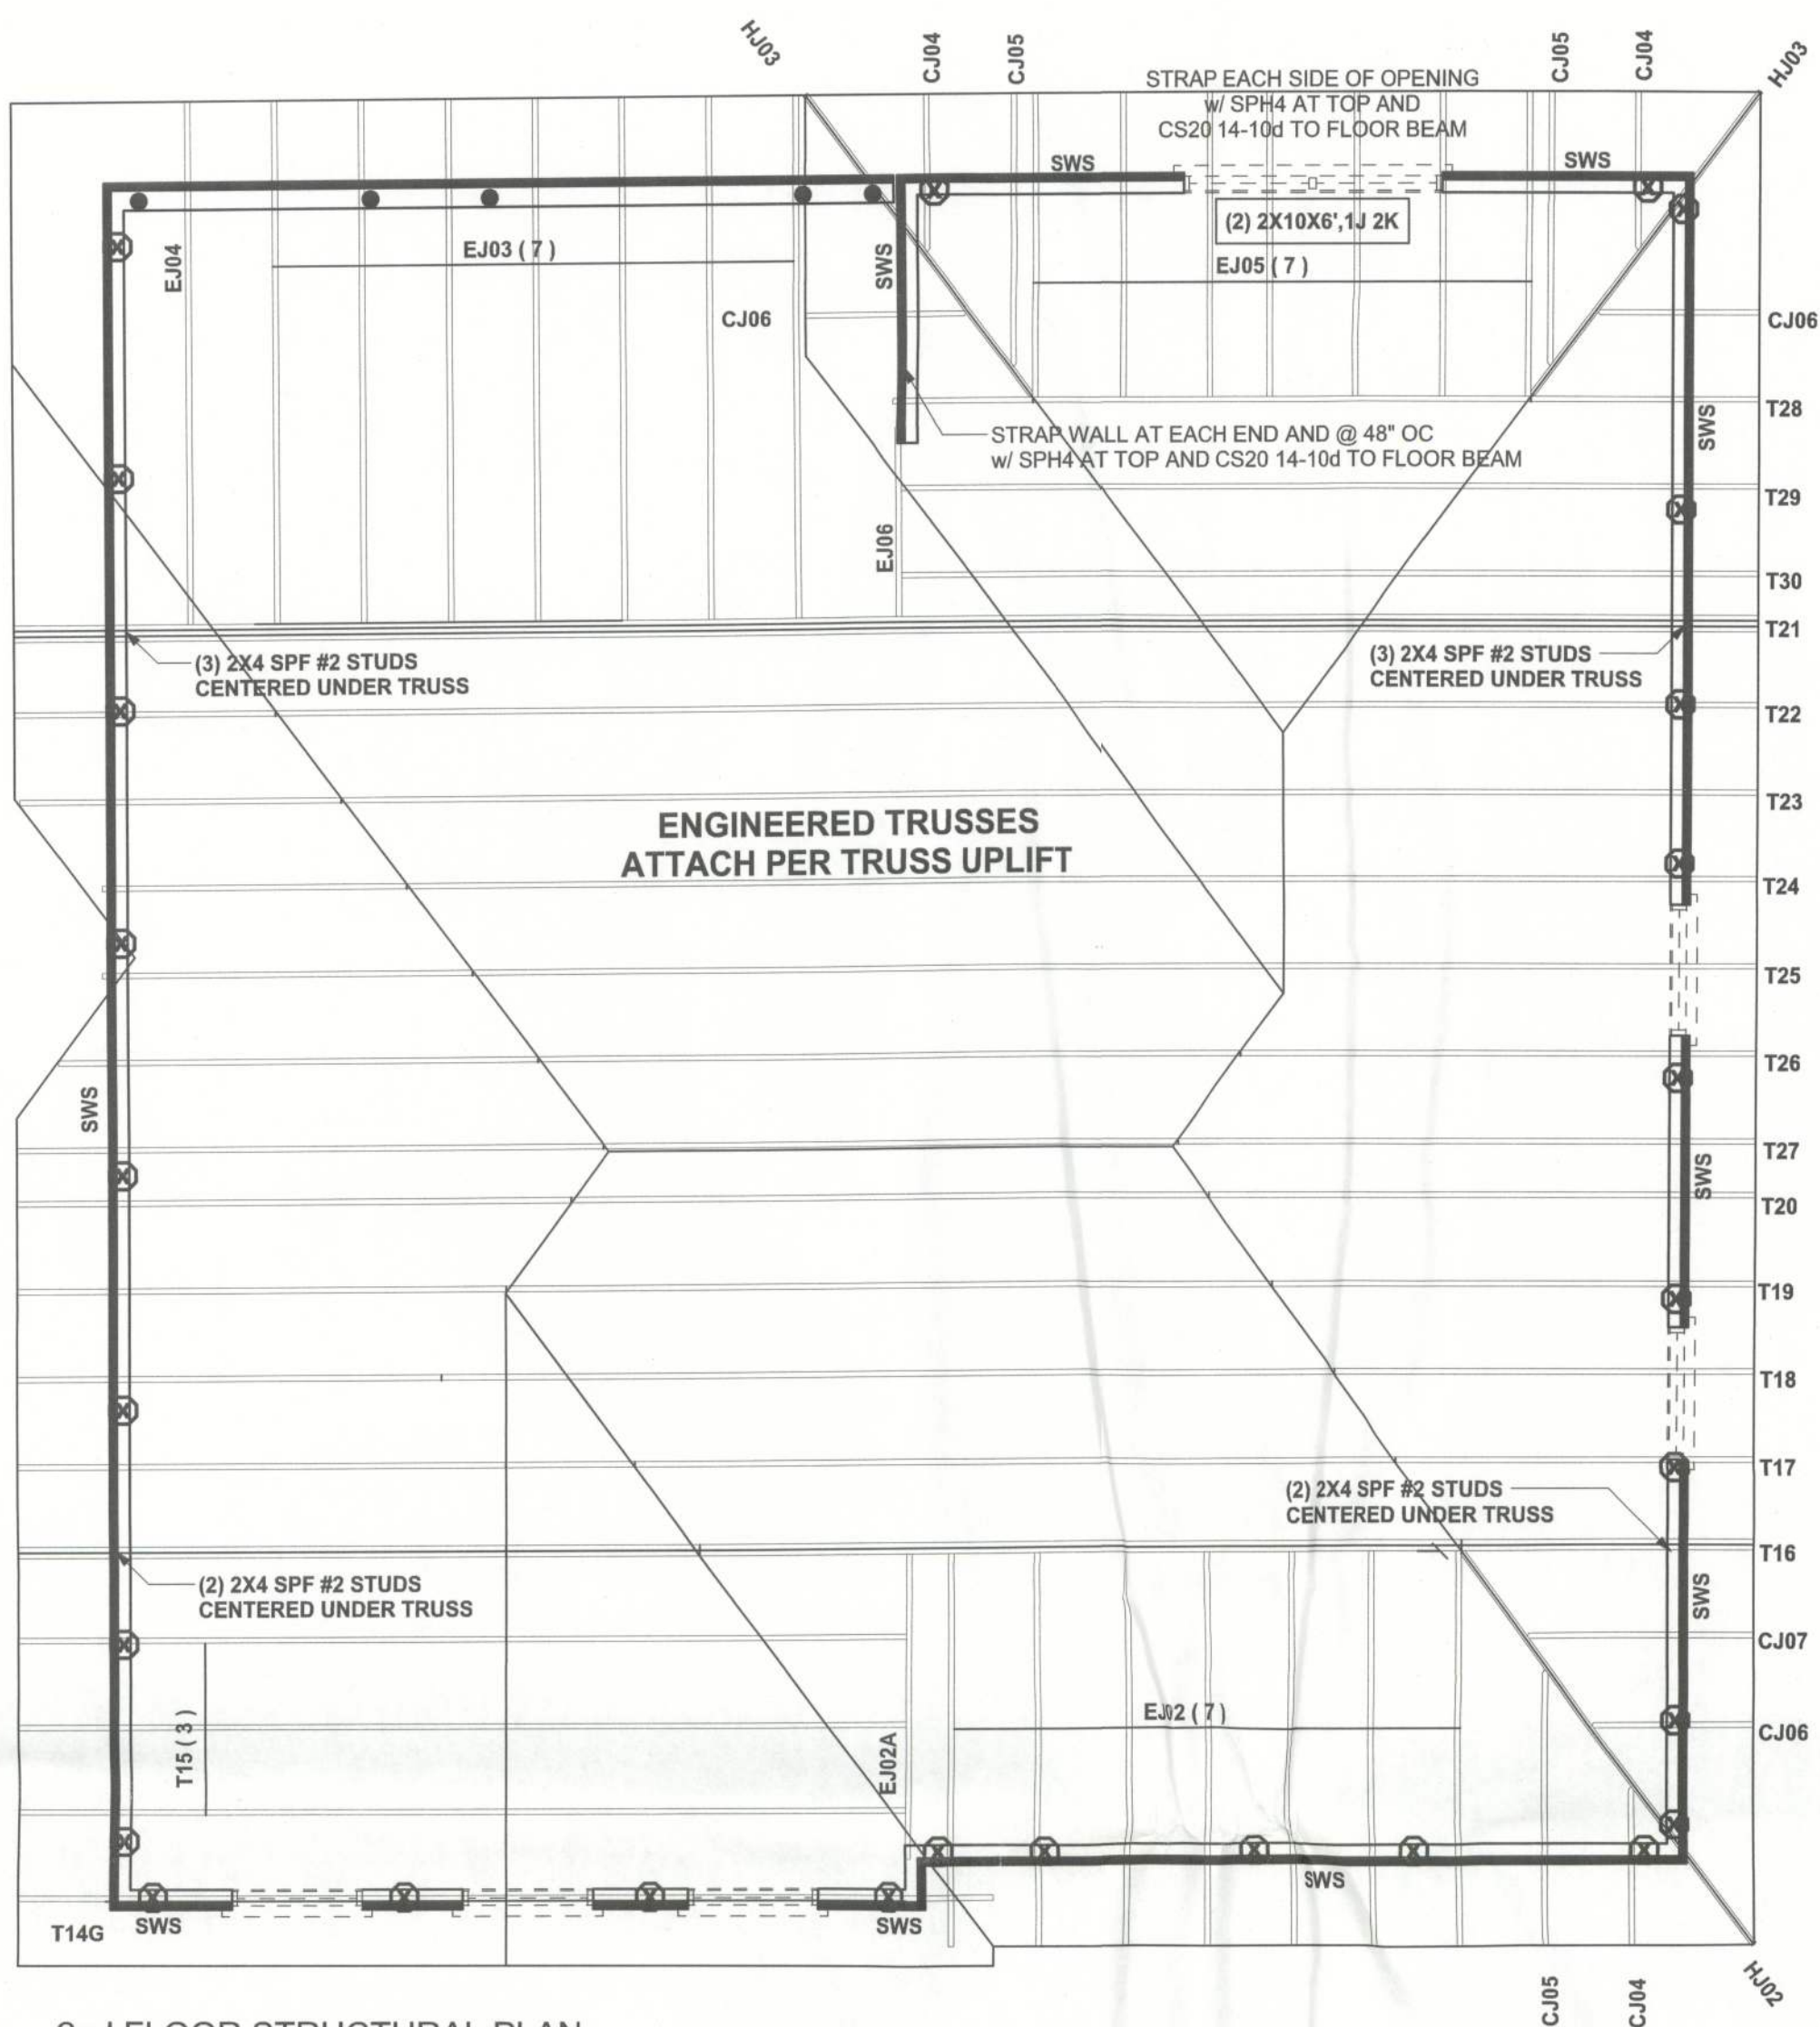 HJ03
CJ04
CJ05
CJ05
CJ04
HJ03
STRAP EACH SIDE OF OPENING
w/ SPH4 AT TOP AND
CS20 14-10d TO FLOOR BEAM
SWS
SWS
(2) 2X10X6',1J 2K
EJ04
EJ03 ( 7 )
SWS
EJ05 ( 7 )
CJ06
CJ06
T28
SWS
STRAP WALL AT EACH END AND @ 48" OC
w/ SPH4 AT TOP AND CS20 14-10d TO FLOOR BEAM
T29
EJ06
T30
T21
(3) 2X4 SPF #2 STUDS
CENTERED UNDER TRUSS
(3) 2X4 SPF #2 STUDS
CENTERED UNDER TRUSS
T22
T23
ENGINEERED TRUSSES
ATTACH PER TRUSS UPLIFT
T24
T25
T26
SWS
T27
SWS
T20
T19
T18
T17
(2) 2X4 SPF #2 STUDS
CENTERED UNDER TRUSS
T16
(2) 2X4 SPF #2 STUDS
CENTERED UNDER TRUSS
SWS
CJ07
T15 ( 3 )
EJ02 ( 7 )
CJ06
EJ02A
SWS
T14G
SWS
SWS
CJ05
CJ04
HJ02
FLOOR STRUCTURAL PLAN